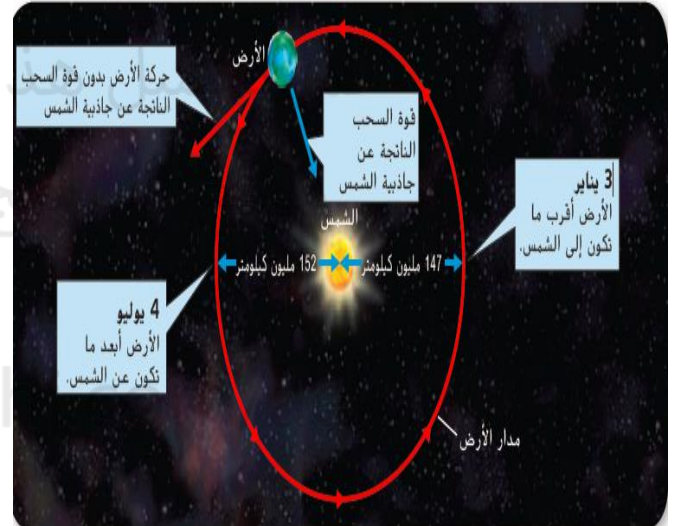 الأرض
حركة الأرض بدون قوة السحب
الناتجة عن جاذبية الشمس
قوة السحب
الناتجة عن
جاذبية الشمس
3 يناير
الأرض أقرب ما
تكون إلى الشمس.
الشمس
147 مليون كيلومتر
152 مليون كيلومتر
4 يوليو
الأرض أبعد ما
تكون عن الشمس.
مدار الأرض